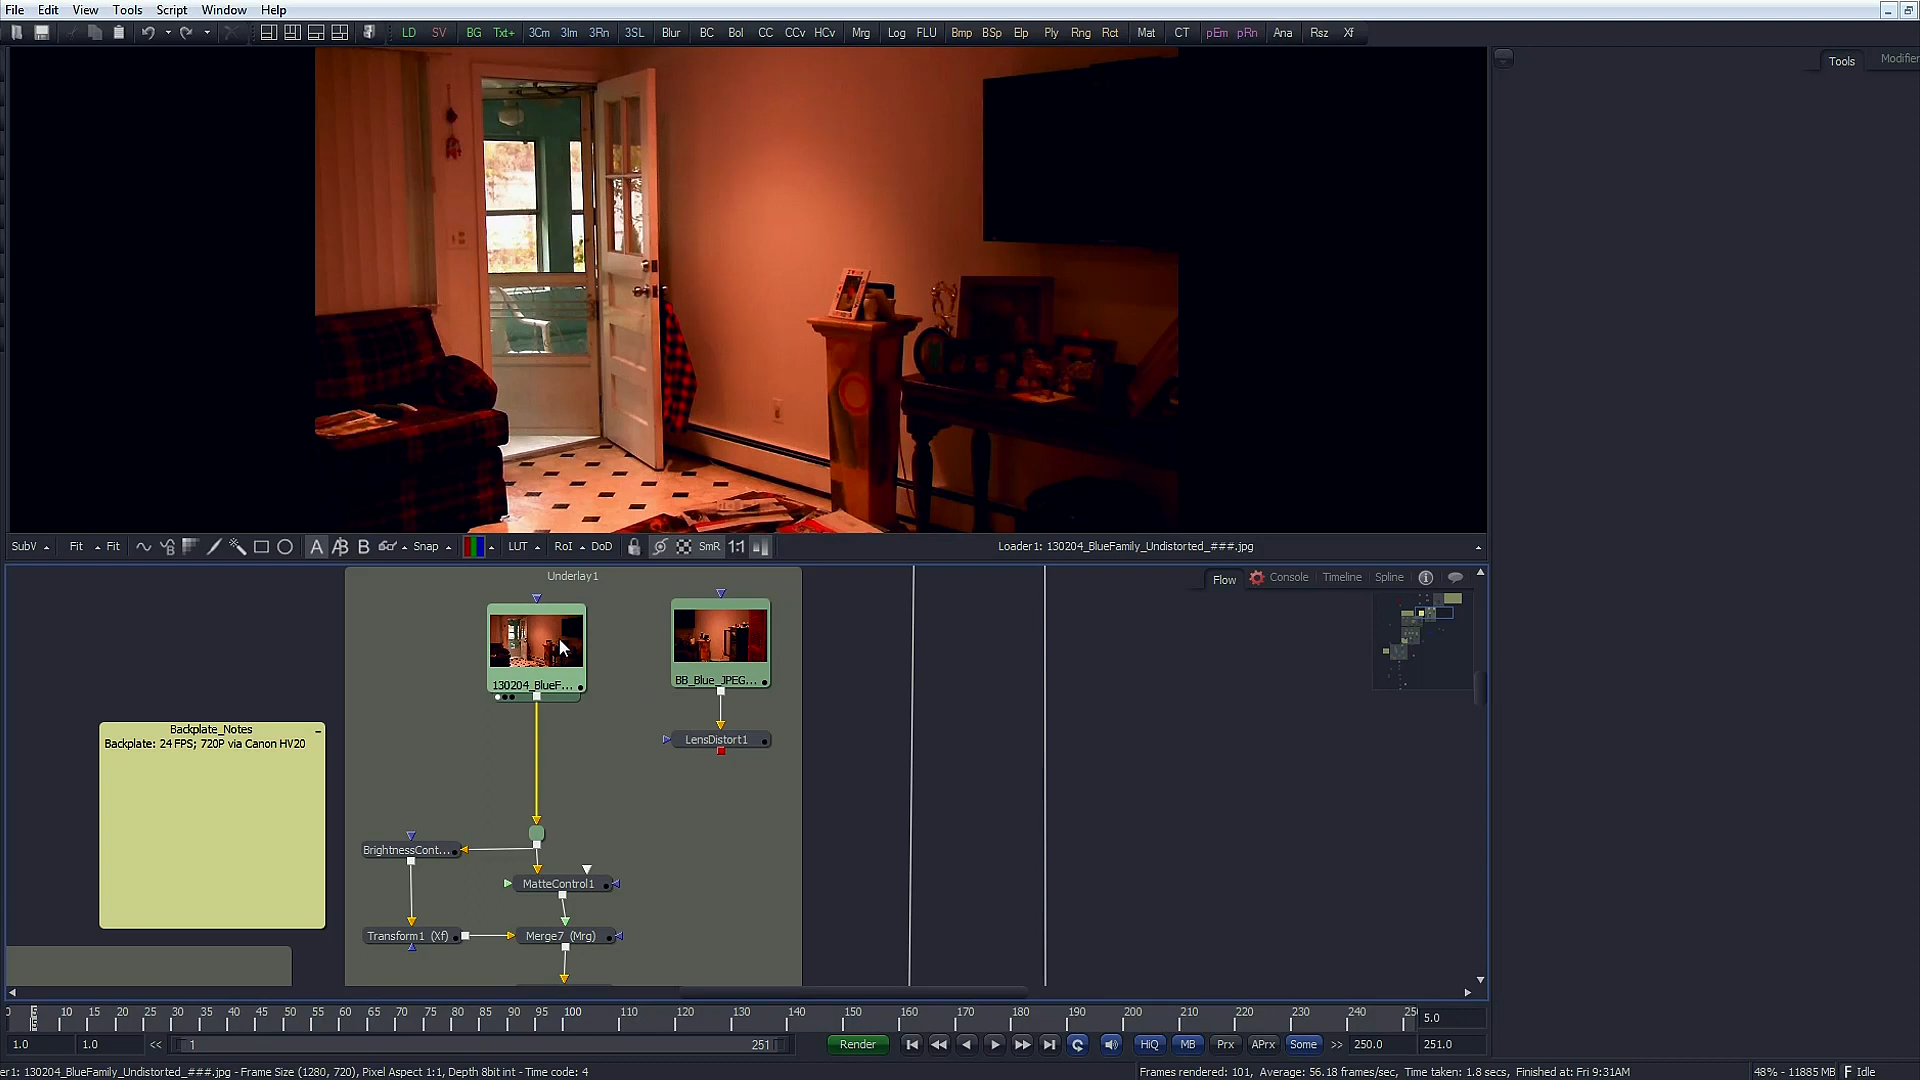 File Edit View Tools Script Window Help
LD SV BG Txt+ 3Cm 3Im 3Rn 3SL Blur BC Bol CC CCv HCv Mrg Log FLU Bmp BSp Elp Ply Rng Rct Mat CT pEm pRn Ana Rsz Xf
Tools Modifier
SubV Fit Fit A B Snap LUT RoI DoD SmR 1:1 Loader1: 130204_BlueFamily_Undistorted_###.jpg
Underlay1
Flow Console Timeline Spline
130204_BlueF...
BB_Blue_JPEG...
Backplate_Notes
Backplate: 24 FPS; 720P via Canon HV20
LensDistort1
BrightnessCont...
MatteControl1
Transform1 (Xf)
Merge7 (Mrg)
10 15 20 25 30 35 40 45 50 55 60 65 70 75 80 85 90 95 100 110 120 130 140 150 160 170 180 190 200 210 220 230 240 5.0
1.0 1.0 << 1 251 Render HiQ MB Prx APrx Some >> 250.0 251.0
er1: 130204_BlueFamily_Undistorted_###.jpg - Frame Size (1280, 720), Pixel Aspect 1:1, Depth 8bit int - Time code: 4
Frames rendered: 101, Average: 56.18 frames/sec, Time taken: 1.8 secs, Finished at: Fri 9:31AM
48% - 11885 MB Idle